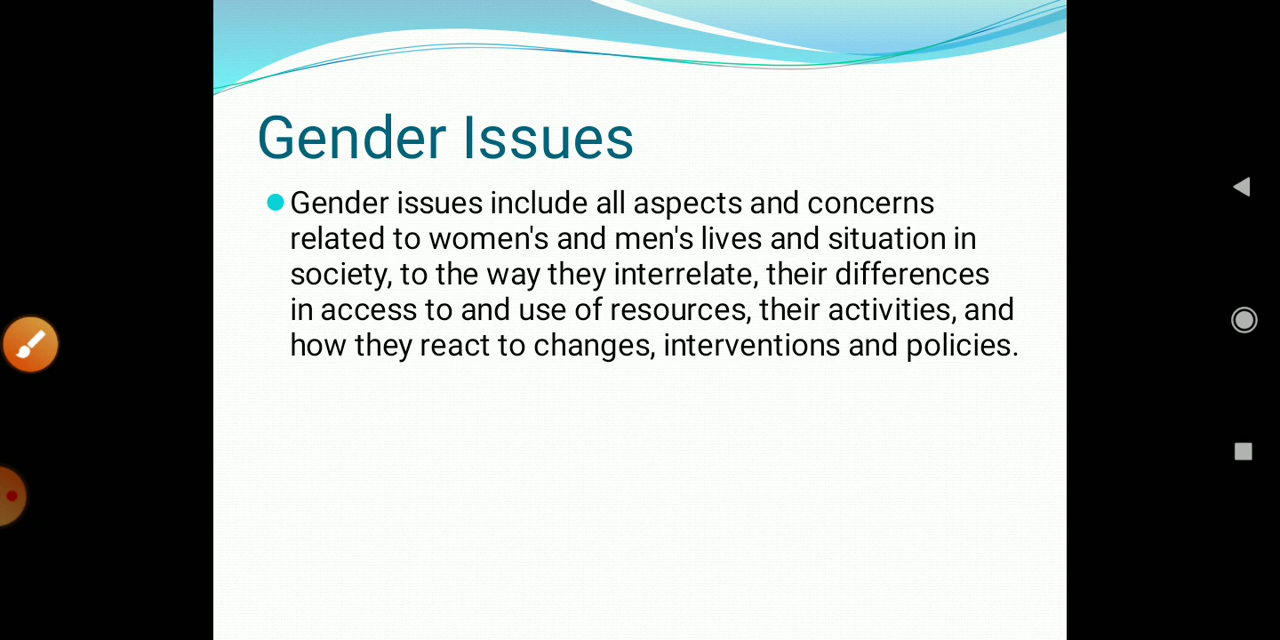 Gender Issues
Gender issues include all aspects and concerns
related to women's and men's lives and situation in
society, to the way they interrelate, their differences
in access to and use of resources, their activities, and
how they react to changes, interventions and policies.